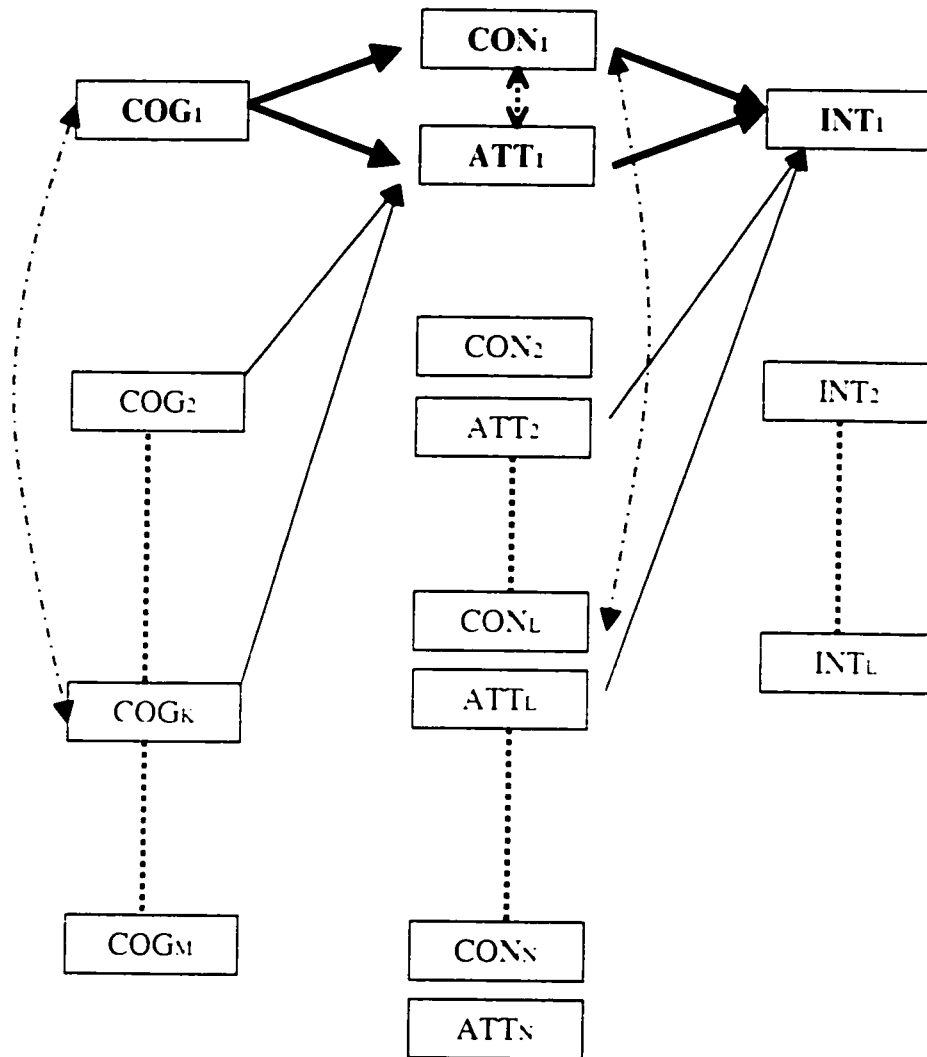 CON1
COG1
INT1
ATT1
CON2
COG2
INT2
ATT2
CONL
INTL
COGK
ATTL
COGM
CONN
ATTN